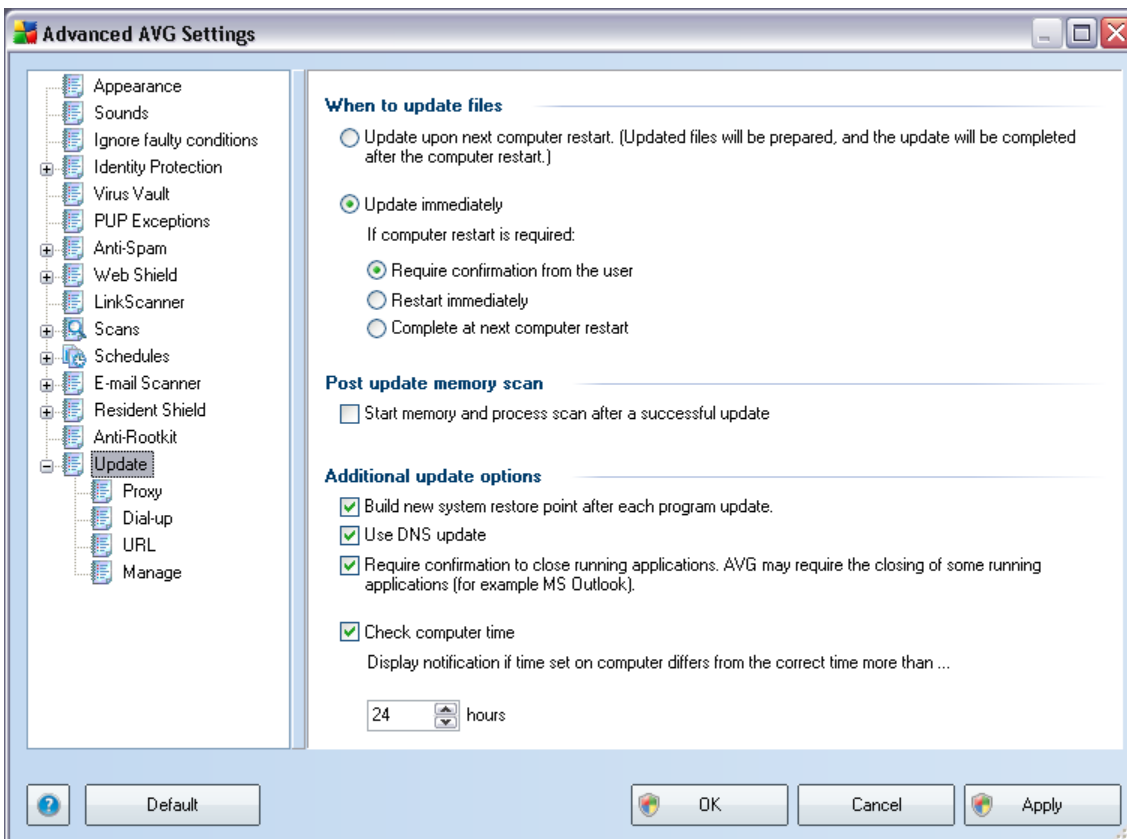 Advanced AVG Settings
Appearance
Sounds
Ignore faulty conditions
Identity Protection
Virus Vault
PUP Exceptions
Anti-Spam
Web Shield
LinkScanner
Scans
Schedules
E-mail Scanner
Resident Shield
Anti-Rootkit
Update
Proxy
Dial-up
URL
Manage
When to update files
Update upon next computer restart. (Updated files will be prepared, and the update will be completed
after the computer restart.)
Update immediately
If computer restart is required:
Require confirmation from the user
Restart immediately
Complete at next computer restart
Post update memory scan
Start memory and process scan after a successful update
Additional update options
Build new system restore point after each program update.
Use DNS update
Require confirmation to close running applications. AVG may require the closing of some running
applications (for example MS Outlook).
Check computer time
Display notification if time set on computer differs from the correct time more than ...
24 hours
? Default OK Cancel Apply